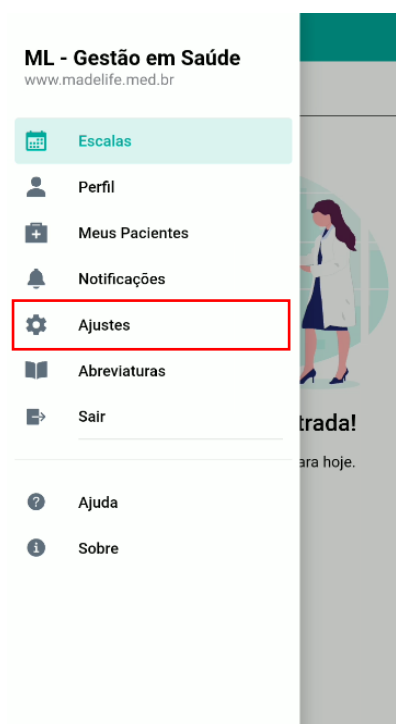 ML - Gestão em Saúde
www.madelife.med.br
Escalas
Perfil
Meus Pacientes
Notificações
Ajustes
Abreviaturas
Sair
trada!
ara hoje.
Ajuda
Sobre